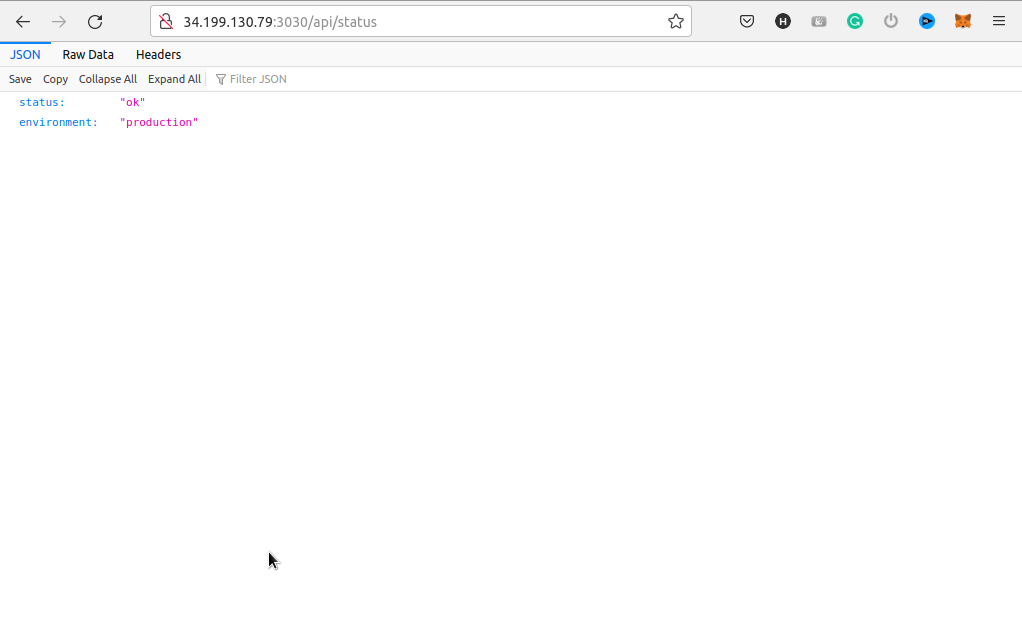 34.199.130.79:3030/api/status
H
JSON Raw Data Headers
Save Copy Collapse All Expand All Filter JSON
status: "ok"
environment: "production"